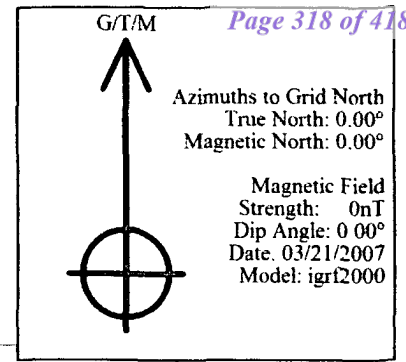 G/T/M
Page 318 of 418
Azimuths to Grid North
True North: 0.00°
Magnetic North: 0.00°
Magnetic Field
Strength: 0nT
Dip Angle: 0 00°
Date. 03/21/2007
Model: igrf2000